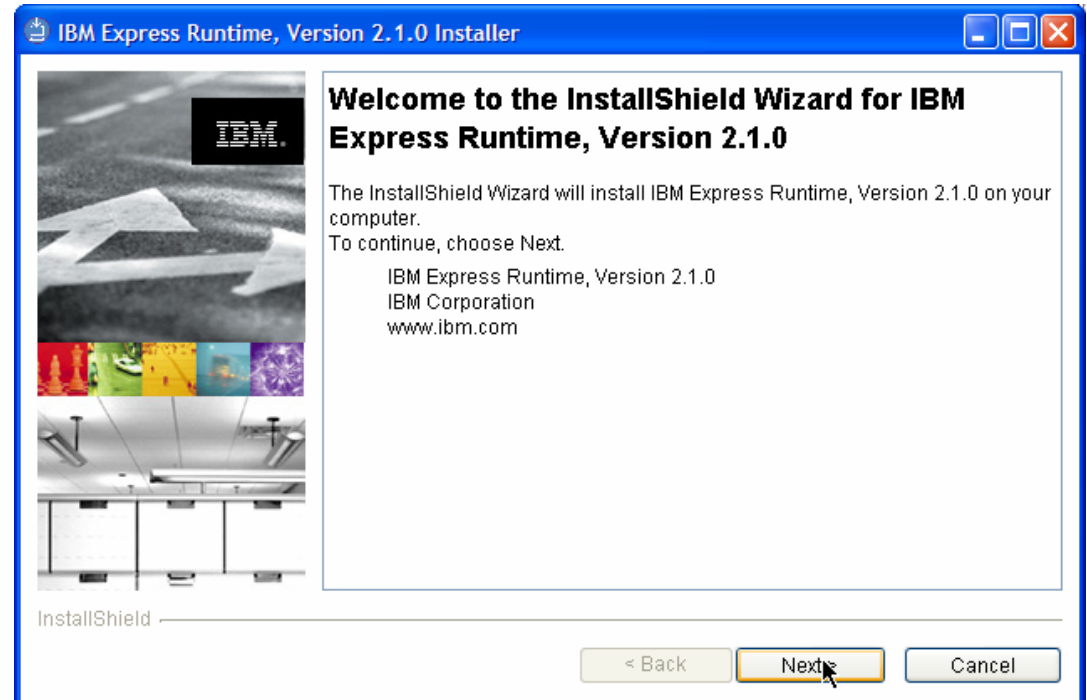 IBM Express Runtime, Version 2.1.0 Installer
IBM.
Welcome to the InstallShield Wizard for IBM
Express Runtime, Version 2.1.0
The InstallShield Wizard will install IBM Express Runtime, Version 2.1.0 on your
computer.
To continue, choose Next.
IBM Express Runtime, Version 2.1.0
IBM Corporation
www.ibm.com
InstallShield
< Back
Next >
Cancel